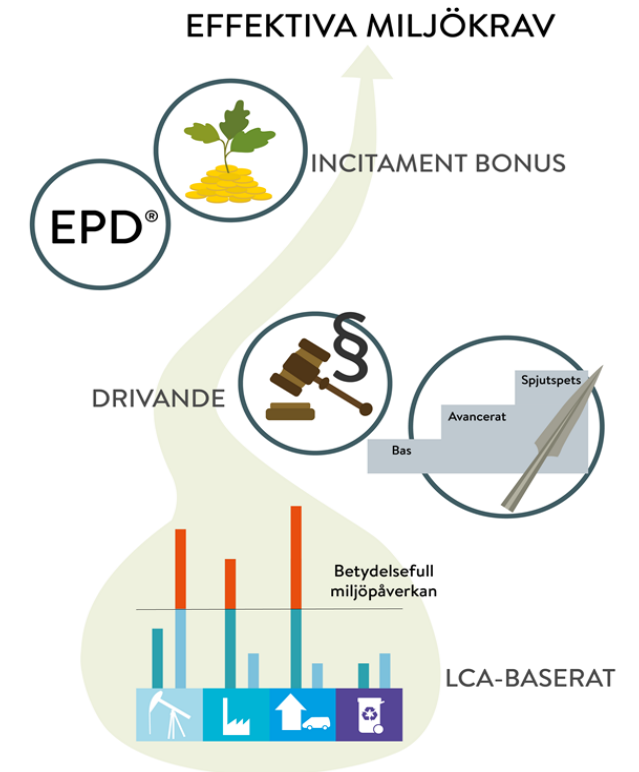 EFFEKTIVA MILJÖKRAV
INCITAMENT BONUS
EPD®
§
DRIVANDE
Spjutspets
Avancerat
Bas
Betydelsefull
miljöpåverkan
LCA-BASERAT